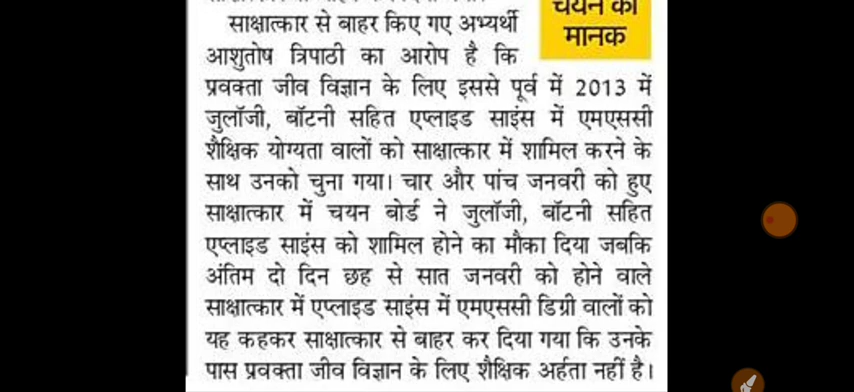 साक्षात्कार से बाहर किए गए अभ्यर्थी
आशुतोष त्रिपाठी का आरोप है कि
प्रवक्ता जीव विज्ञान के लिए इससे पूर्व में 2013 में
जुलॉजी, बॉटनी सहित एप्लाइड साइंस में एमएससी
शैक्षिक योग्यता वालों को साक्षात्कार में शामिल करने के
साथ उनको चुना गया। चार और पांच जनवरी को हुए
साक्षात्कार में चयन बोर्ड ने जुलॉजी, बॉटनी सहित
एप्लाइड साइंस को शामिल होने का मौका दिया जबकि
अंतिम दो दिन छह से सात जनवरी को होने वाले
साक्षात्कार में एप्लाइड साइंस में एमएससी डिग्री वालों को
यह कहकर साक्षात्कार से बाहर कर दिया गया कि उनके
पास प्रवक्ता जीव विज्ञान के लिए शैक्षिक अर्हता नहीं है।
चयन का
मानक